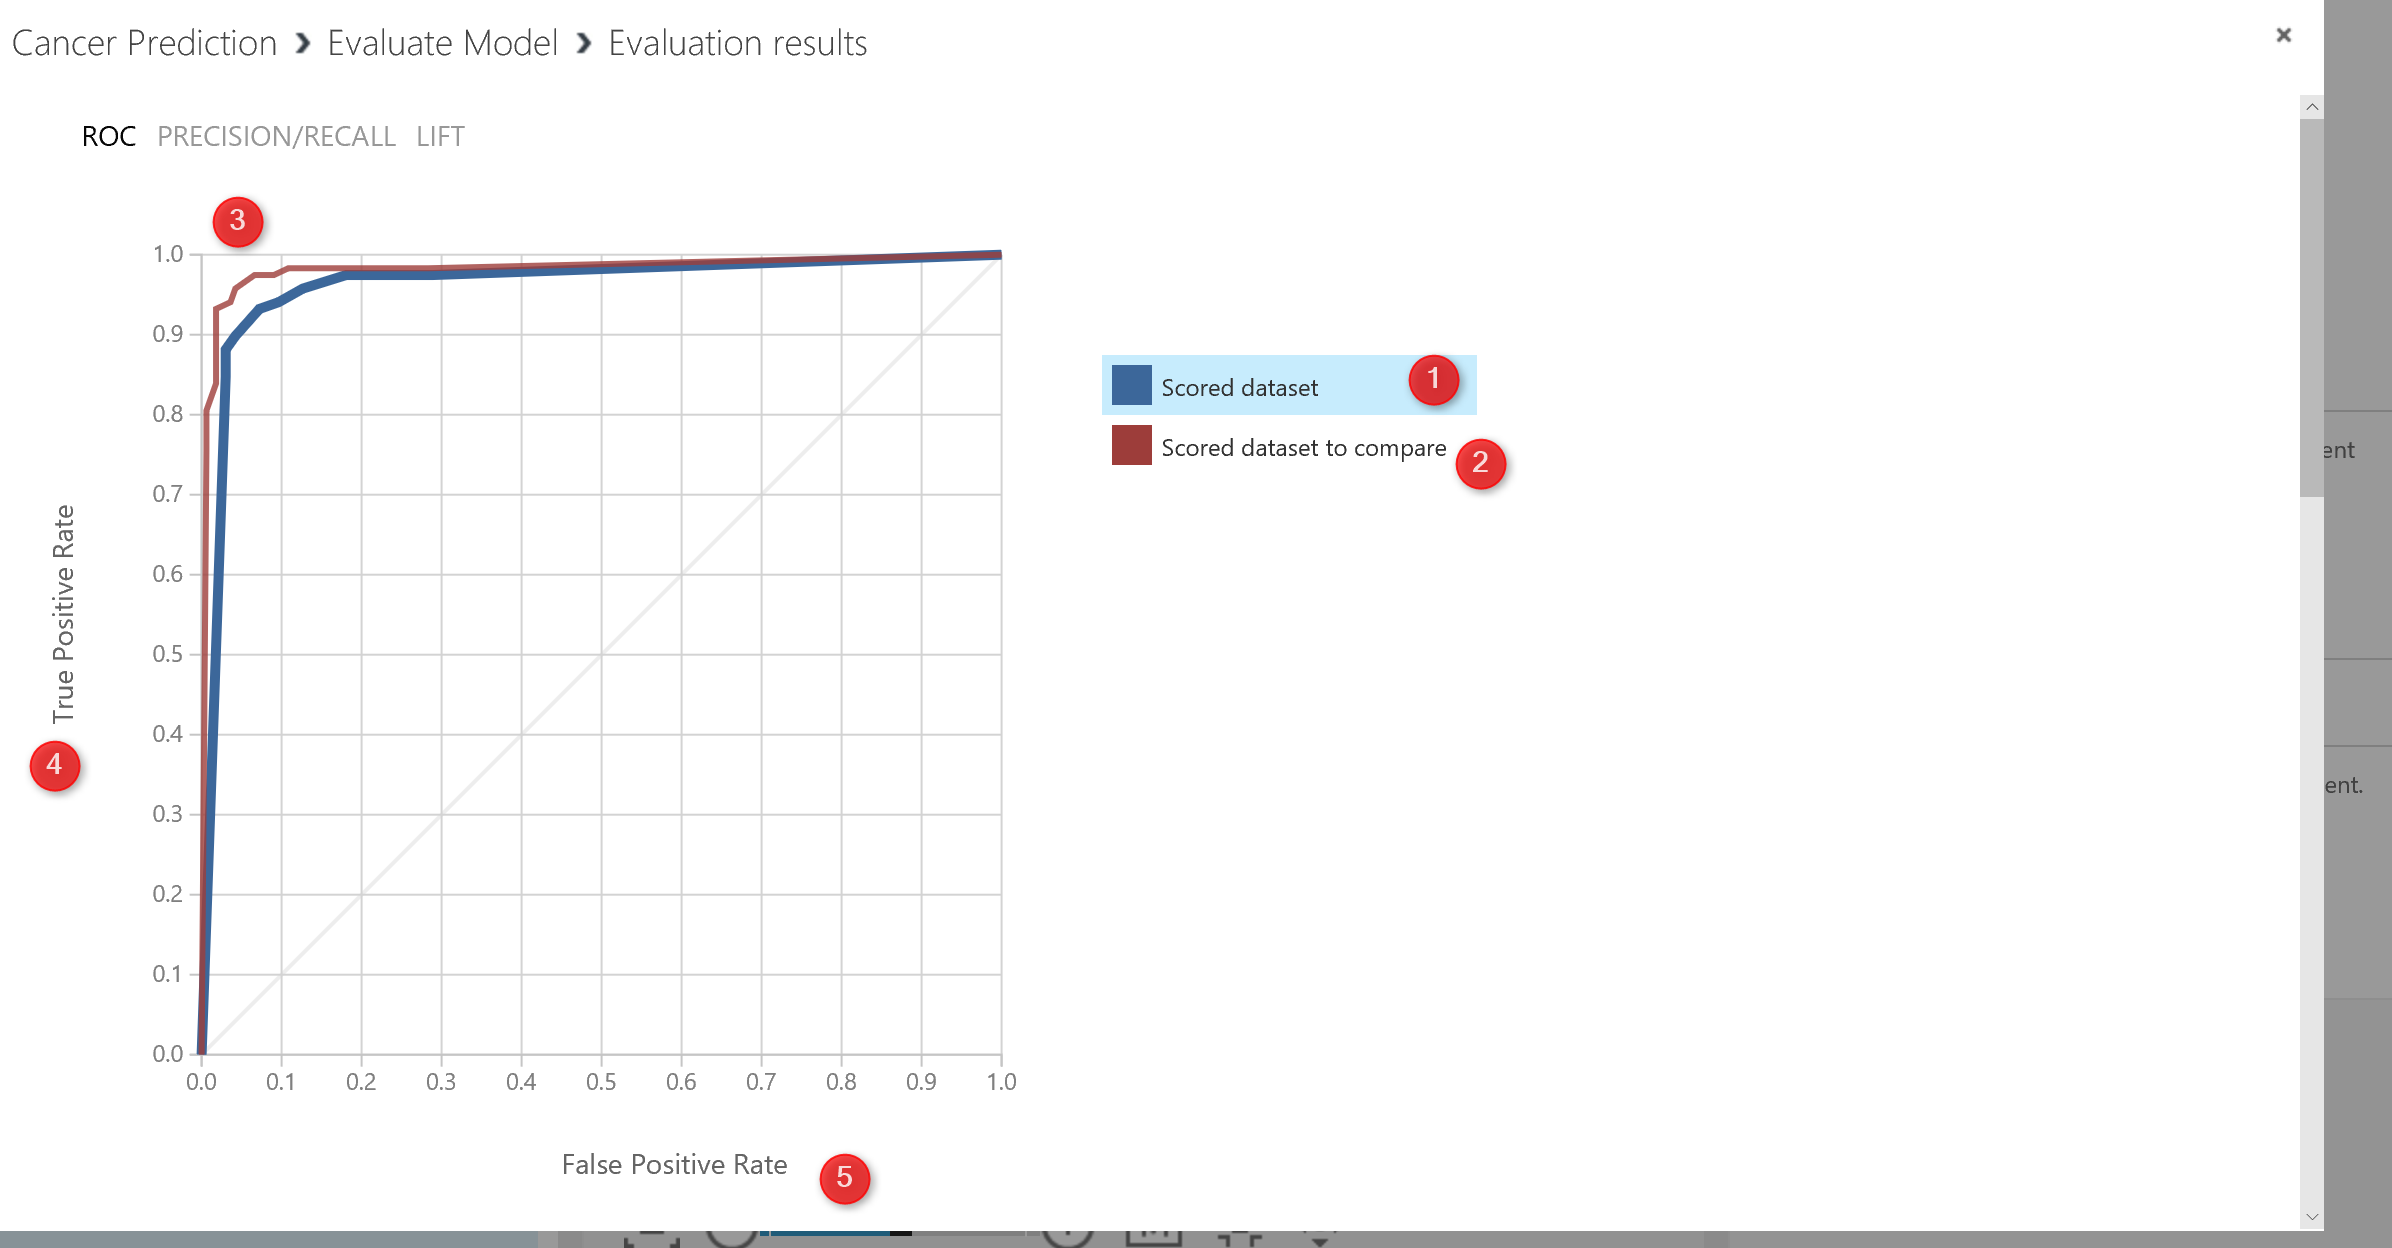 Cancer Prediction › Evaluate Model › Evaluation results
ROC PRECISION/RECALL LIFT
3
1.0
0.9
0.8
0.7
0.6
0.5
0.4
0.3
0.2
0.1
0.0
0.0 0.1 0.2 0.3 0.4 0.5 0.6 0.7 0.8 0.9 1.0
True Positive Rate
4
False Positive Rate
5
Scored dataset 1
Scored dataset to compare 2
ent
ent.